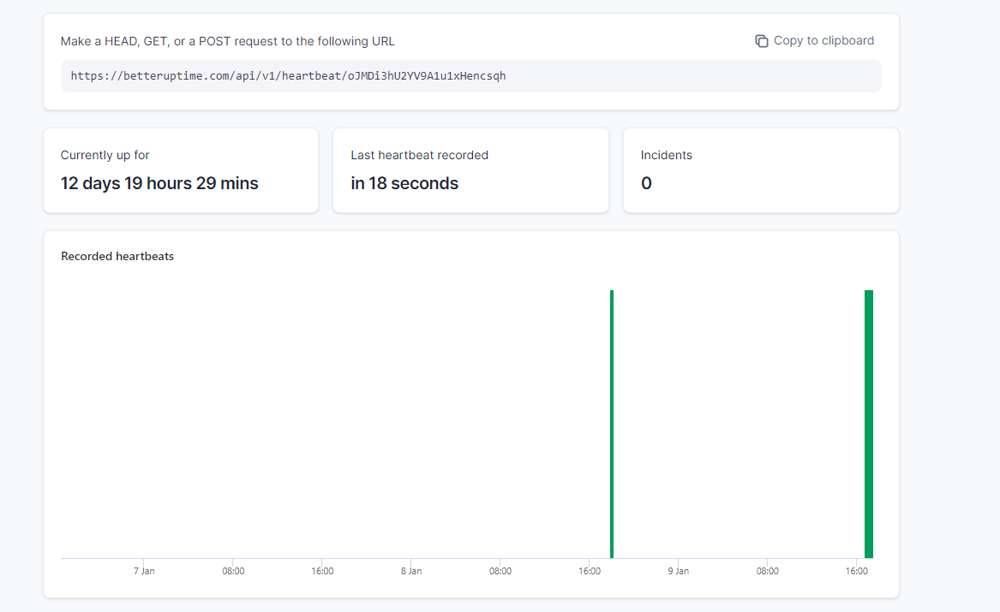 Make a HEAD, GET, or a POST request to the following URL
Copy to clipboard
https://betteruptime.com/api/v1/heartbeat/oJMDi3hU2YV9A1u1xHencsqh
Currently up for
12 days 19 hours 29 mins
Last heartbeat recorded
in 18 seconds
Incidents
0
Recorded heartbeats
7 Jan 08:00 16:00 8 Jan 08:00 16:00 9 Jan 08:00 16:00